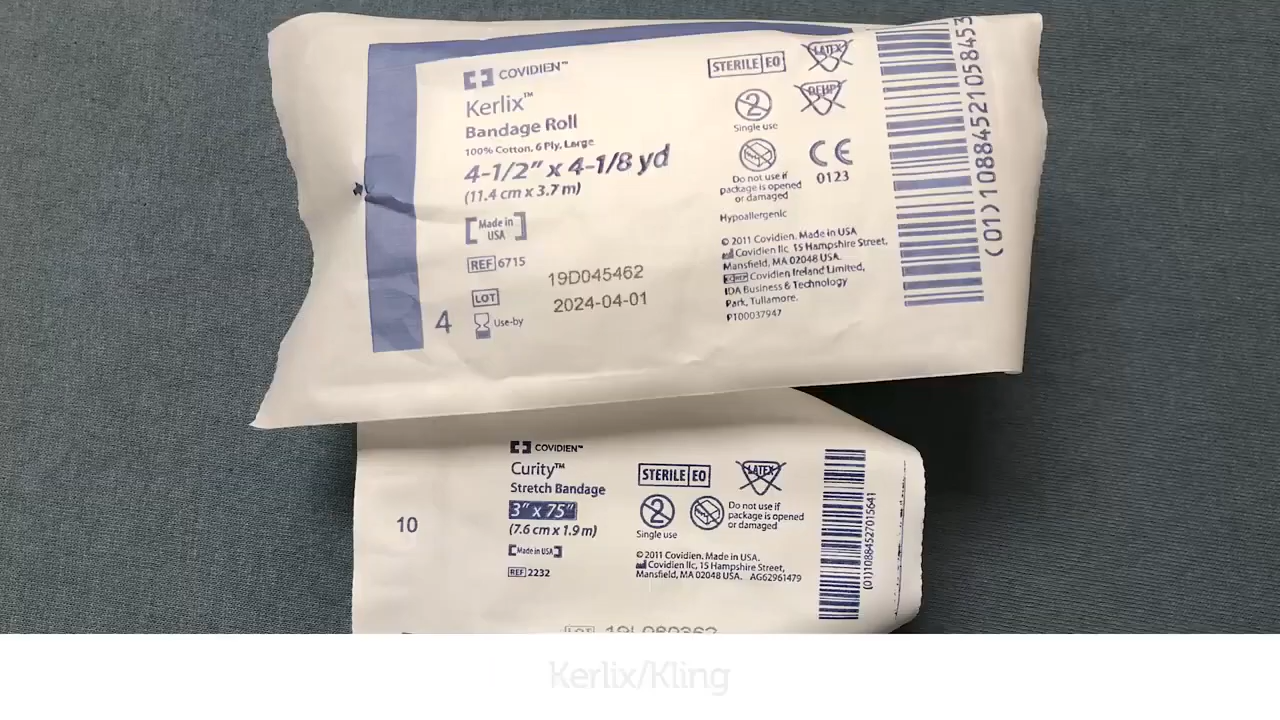 COVIDIEN™
Kerlix™
Bandage Roll
100% Cotton, 6 Ply, Large
4-1/2" x 4-1/8 yd
(11.4 cm x 3.7 m)
Made in
USA
REF 6715
LOT 19D045462
4 Use-by 2024-04-01
STERILE EO
LATEX
DEHP
2
Single use
Do not use if
package is opened
or damaged
CE
0123
Hypoallergenic
© 2011 Covidien. Made in USA
Covidien llc, 15 Hampshire Street,
Mansfield, MA 02048 USA.
Covidien Ireland Limited,
IDA Business & Technology
Park, Tullamore.
P100037947
(01)10884521058453
COVIDIEN™
Curity™
Stretch Bandage
3" x 75"
(7.6 cm x 1.9 m)
Made in USA
REF 2232
10
STERILE EO
LATEX
2
Single use
Do not use if
package is opened
or damaged
© 2011 Covidien. Made in USA.
Covidien llc, 15 Hampshire Street,
Mansfield, MA 02048 USA. AG62961479
(01)10884527015641
LOT
Kerlix/Kling